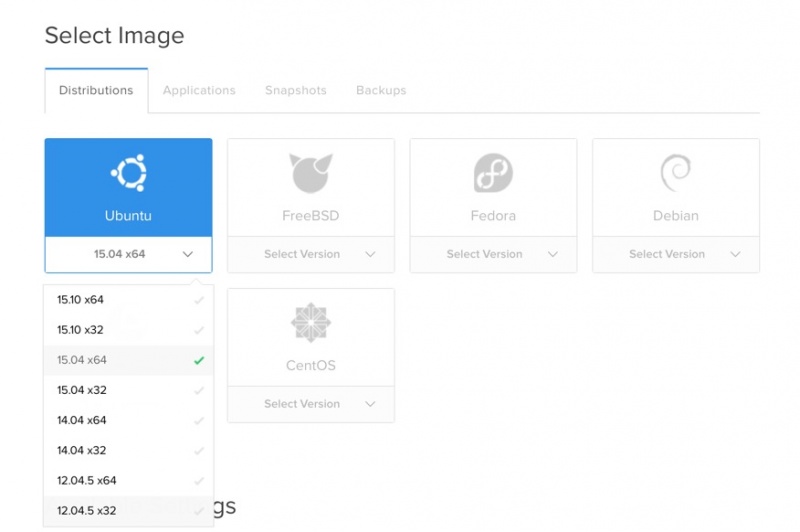 Select Image
Distributions Applications Snapshots Backups
Ubuntu FreeBSD Fedora Debian
15.04 x64 Select Version Select Version Select Version
15.10 x64
15.10 x32
15.04 x64
15.04 x32
14.04 x64
14.04 x32
12.04.5 x64
12.04.5 x32
CentOS
Select Version
gs